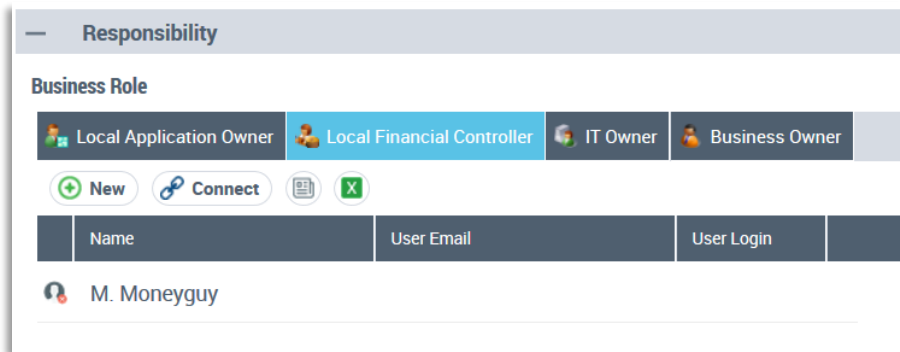 Responsibility
Business Role
Local Application Owner Local Financial Controller IT Owner Business Owner
New Connect X
Name User Email User Login
M. Moneyguy